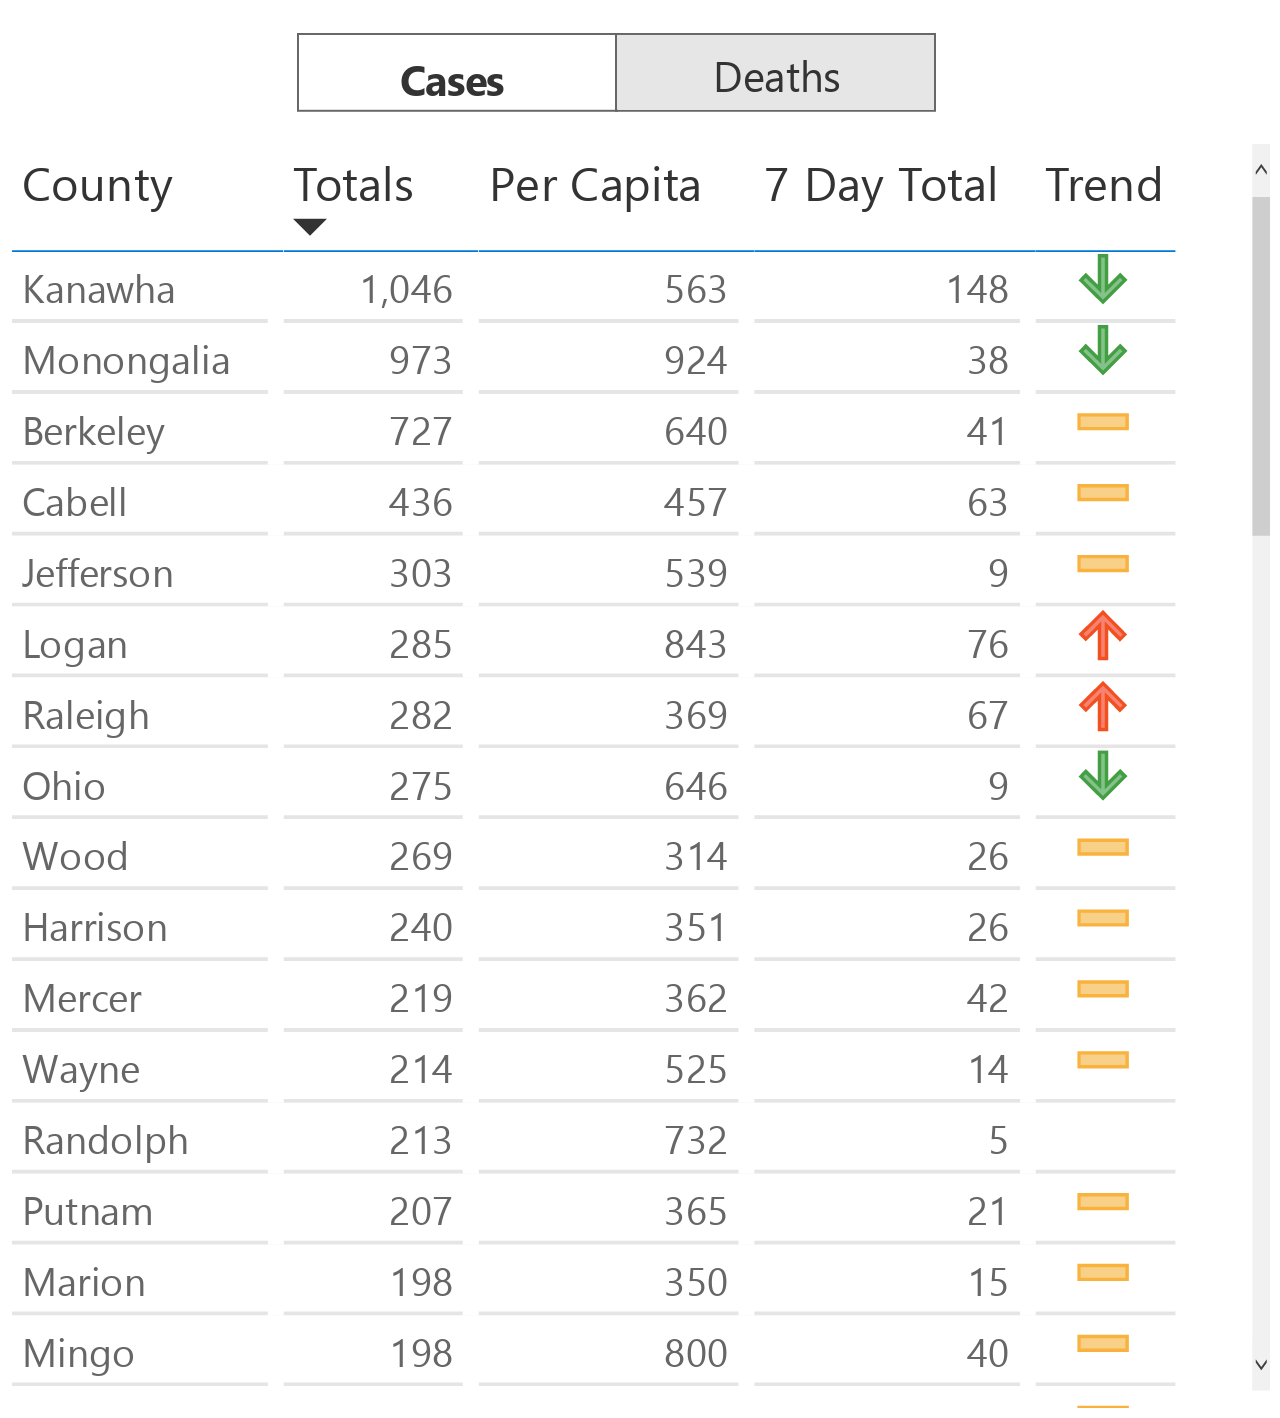 Cases Deaths
County Totals Per Capita 7 Day Total Trend
Kanawha 1,046 563 148
Monongalia 973 924 38
Berkeley 727 640 41
Cabell 436 457 63
Jefferson 303 539 9
Logan 285 843 76
Raleigh 282 369 67
Ohio 275 646 9
Wood 269 314 26
Harrison 240 351 26
Mercer 219 362 42
Wayne 214 525 14
Randolph 213 732 5
Putnam 207 365 21
Marion 198 350 15
Mingo 198 800 40